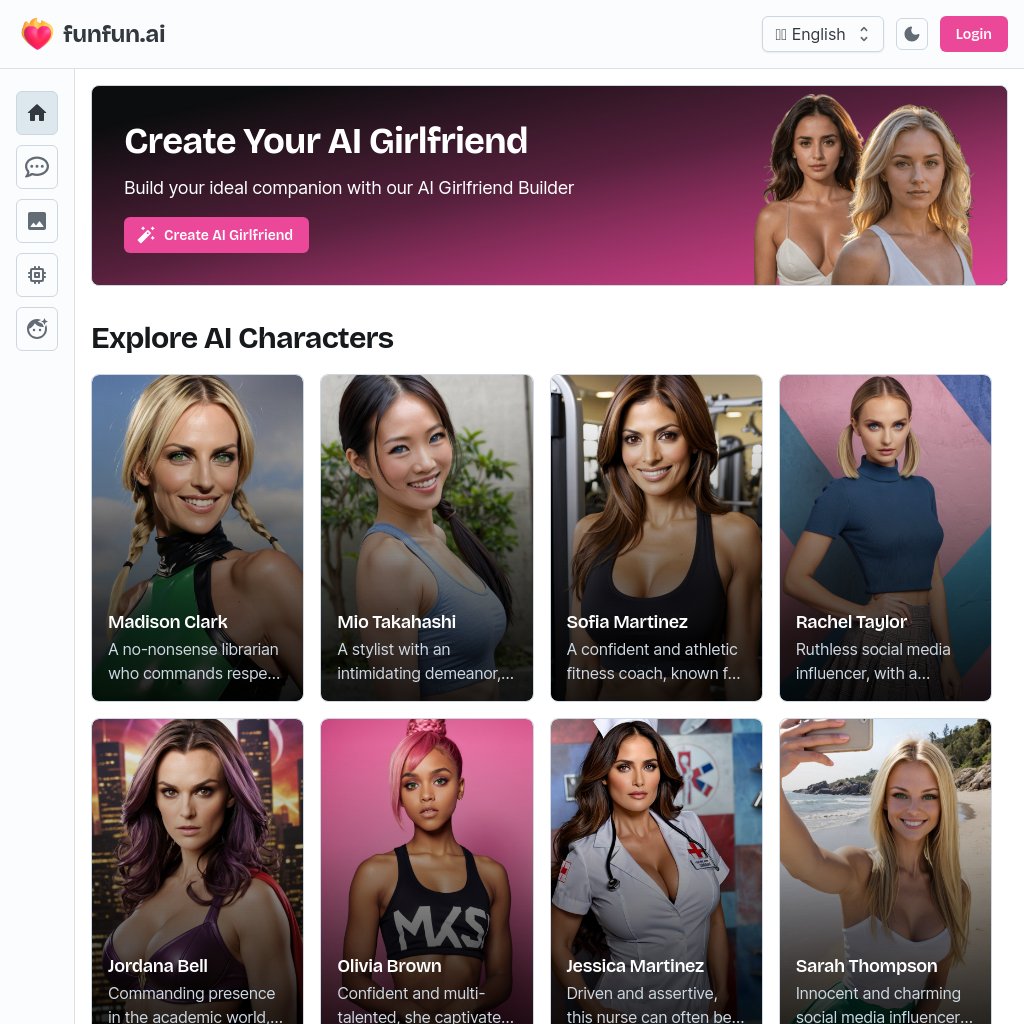 funfun.ai
English
Login
Create Your AI Girlfriend
Build your ideal companion with our AI Girlfriend Builder
Create AI Girlfriend
Explore AI Characters
Madison Clark
A no-nonsense librarian
who commands respe...
Mio Takahashi
A stylist with an
intimidating demeanor,...
Sofia Martinez
A confident and athletic
fitness coach, known f...
Rachel Taylor
Ruthless social media
influencer, with a...
Jordana Bell
Commanding presence
in the academic world,...
MKS
Olivia Brown
Confident and multi-
talented, she captivate...
Jessica Martinez
Driven and assertive,
this nurse can often be...
Sarah Thompson
Innocent and charming
social media influencer...